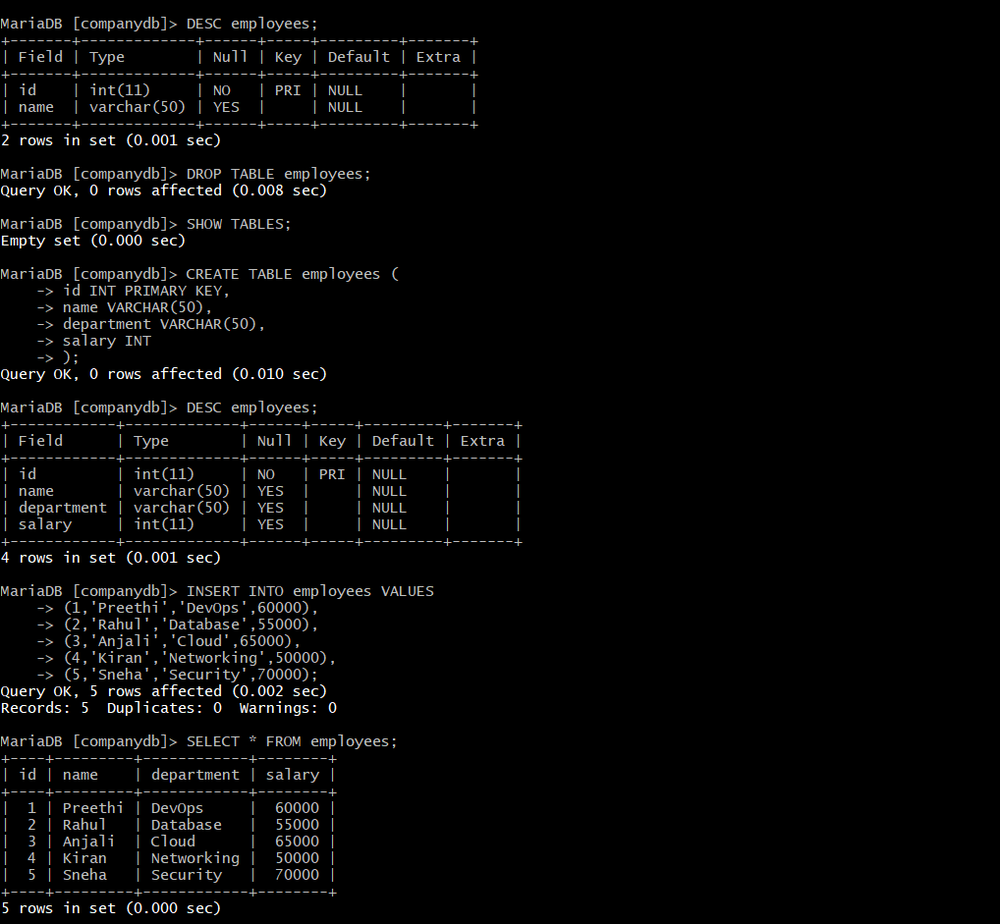 MariaDB [companydb]> DESC employees;
+-------+-------------+------+-----+---------+-------+
| Field | Type        | Null | Key | Default | Extra |
+-------+-------------+------+-----+---------+-------+
| id    | int(11)     | NO   | PRI | NULL    |       |
| name  | varchar(50) | YES  |     | NULL    |       |
+-------+-------------+------+-----+---------+-------+
2 rows in set (0.001 sec)

MariaDB [companydb]> DROP TABLE employees;
Query OK, 0 rows affected (0.008 sec)

MariaDB [companydb]> SHOW TABLES;
Empty set (0.000 sec)

MariaDB [companydb]> CREATE TABLE employees (
    -> id INT PRIMARY KEY,
    -> name VARCHAR(50),
    -> department VARCHAR(50),
    -> salary INT
    -> );
Query OK, 0 rows affected (0.010 sec)

MariaDB [companydb]> DESC employees;
+------------+-------------+------+-----+---------+-------+
| Field      | Type        | Null | Key | Default | Extra |
+------------+-------------+------+-----+---------+-------+
| id         | int(11)     | NO   | PRI | NULL    |       |
| name       | varchar(50) | YES  |     | NULL    |       |
| department | varchar(50) | YES  |     | NULL    |       |
| salary     | int(11)     | YES  |     | NULL    |       |
+------------+-------------+------+-----+---------+-------+
4 rows in set (0.001 sec)

MariaDB [companydb]> INSERT INTO employees VALUES
    -> (1,'Preethi','DevOps',60000),
    -> (2,'Rahul','Database',55000),
    -> (3,'Anjali','Cloud',65000),
    -> (4,'Kiran','Networking',50000),
    -> (5,'Sneha','Security',70000);
Query OK, 5 rows affected (0.002 sec)
Records: 5  Duplicates: 0  Warnings: 0

MariaDB [companydb]> SELECT * FROM employees;
+----+---------+------------+--------+
| id | name    | department | salary |
+----+---------+------------+--------+
|  1 | Preethi | DevOps     |  60000 |
|  2 | Rahul   | Database   |  55000 |
|  3 | Anjali  | Cloud      |  65000 |
|  4 | Kiran   | Networking |  50000 |
|  5 | Sneha   | Security   |  70000 |
+----+---------+------------+--------+
5 rows in set (0.000 sec)